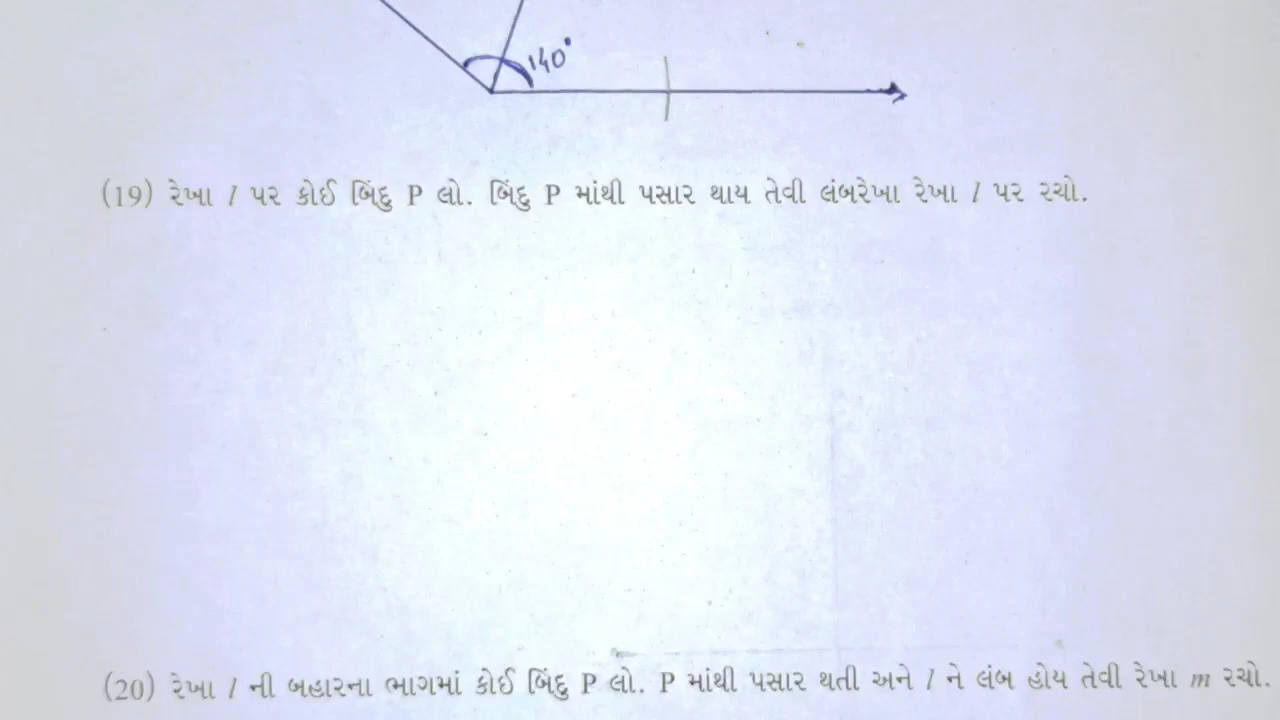 140°
(19) રેખા l પર કોઈ બિંદુ P લો. બિંદુ P માંથી પસાર થાય તેવી લંબરેખા રેખા l પર રચો.
(20) રેખા l ની બહારના ભાગમાં કોઈ બિંદુ P લો. P માંથી પસાર થતી અને l ને લંબ હોય તેવી રેખા m રચો.